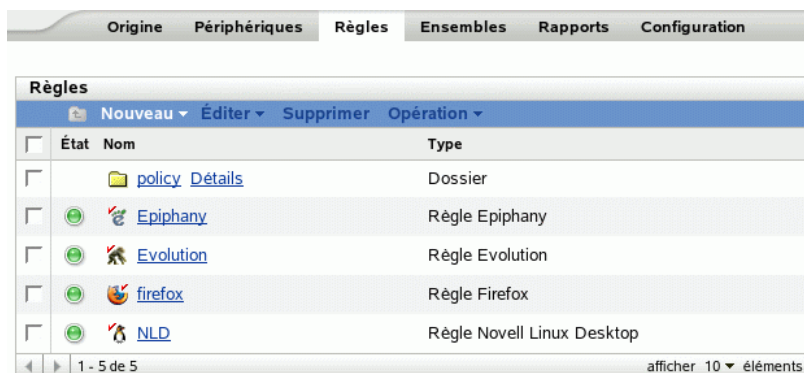 Origine Périphériques Règles Ensembles Rapports Configuration
Règles
Nouveau Éditer Supprimer Opération
État Nom Type
policy Détails Dossier
Epiphany Règle Epiphany
Evolution Règle Evolution
firefox Règle Firefox
NLD Règle Novell Linux Desktop
1 - 5 de 5 afficher 10 éléments